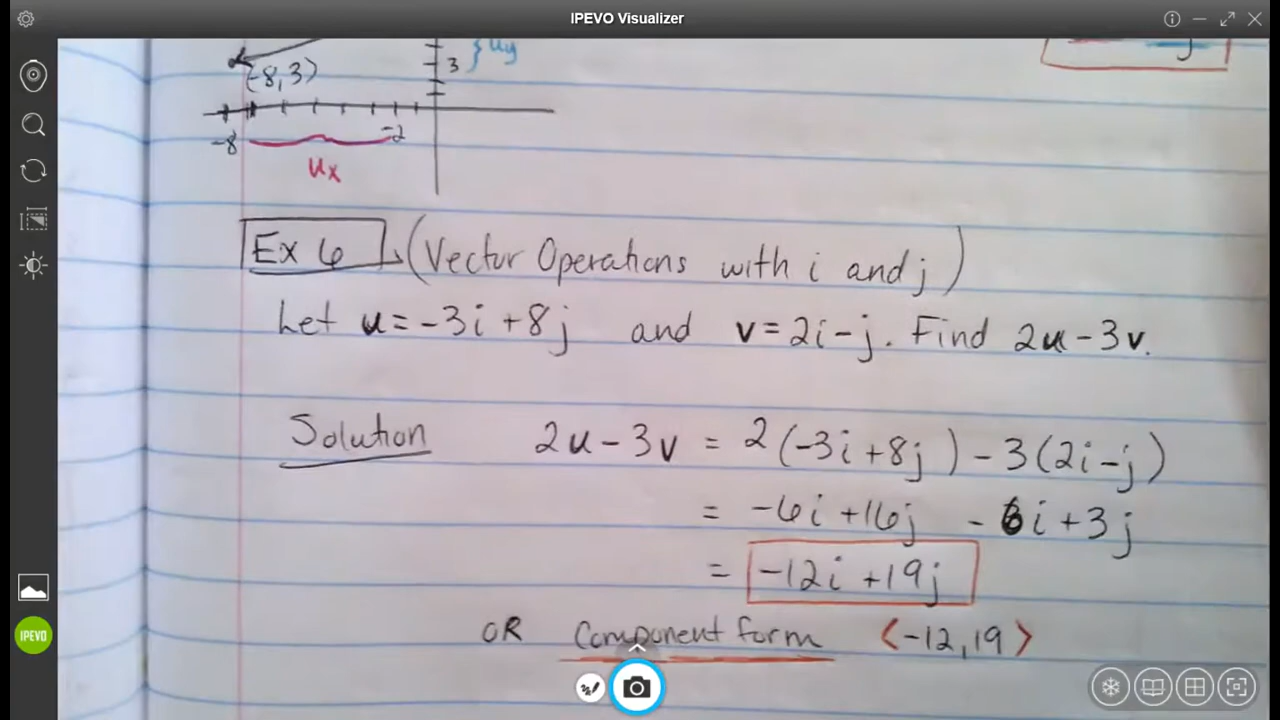 IPEVO Visualizer
uy
3
(-8,3)
-8
-2
ux
Ex 6 (Vector Operations with i and j)
Let u = -3i + 8j and v = 2i - j. Find 2u - 3v.
Solution 2u - 3v = 2(-3i + 8j) - 3(2i - j)
= -6i + 16j - 6i + 3j
= -12i + 19j
OR Component form <-12, 19>
IPEVO